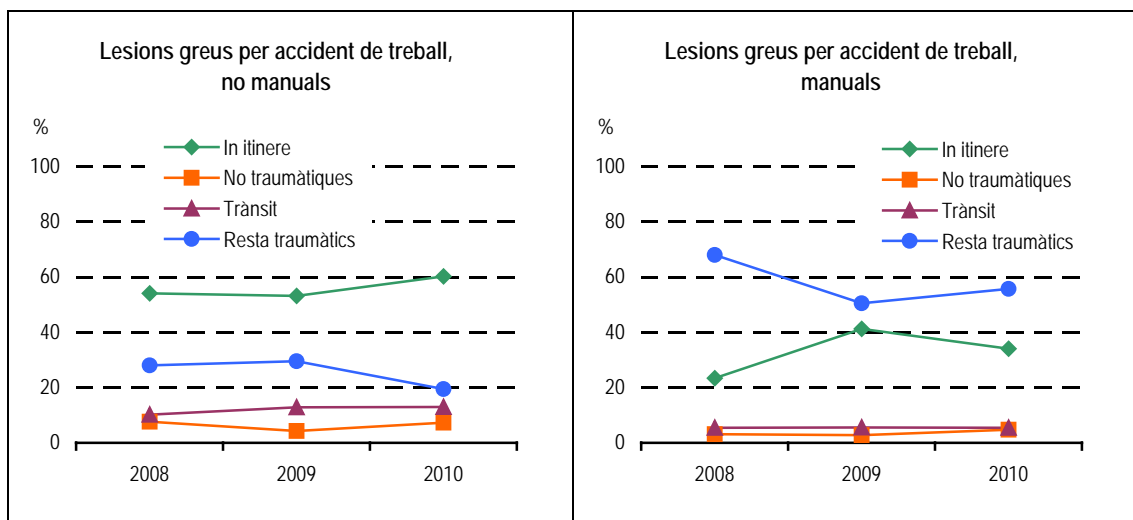 Lesions greus per accident de treball,
no manuals
%
In itinere
No traumàtiques
Trànsit
Resta traumàtics
100
80
60
40
20
0
2008
2009
2010
Lesions greus per accident de treball,
manuals
%
In itinere
No traumàtiques
Trànsit
Resta traumàtics
100
80
60
40
20
0
2008
2009
2010